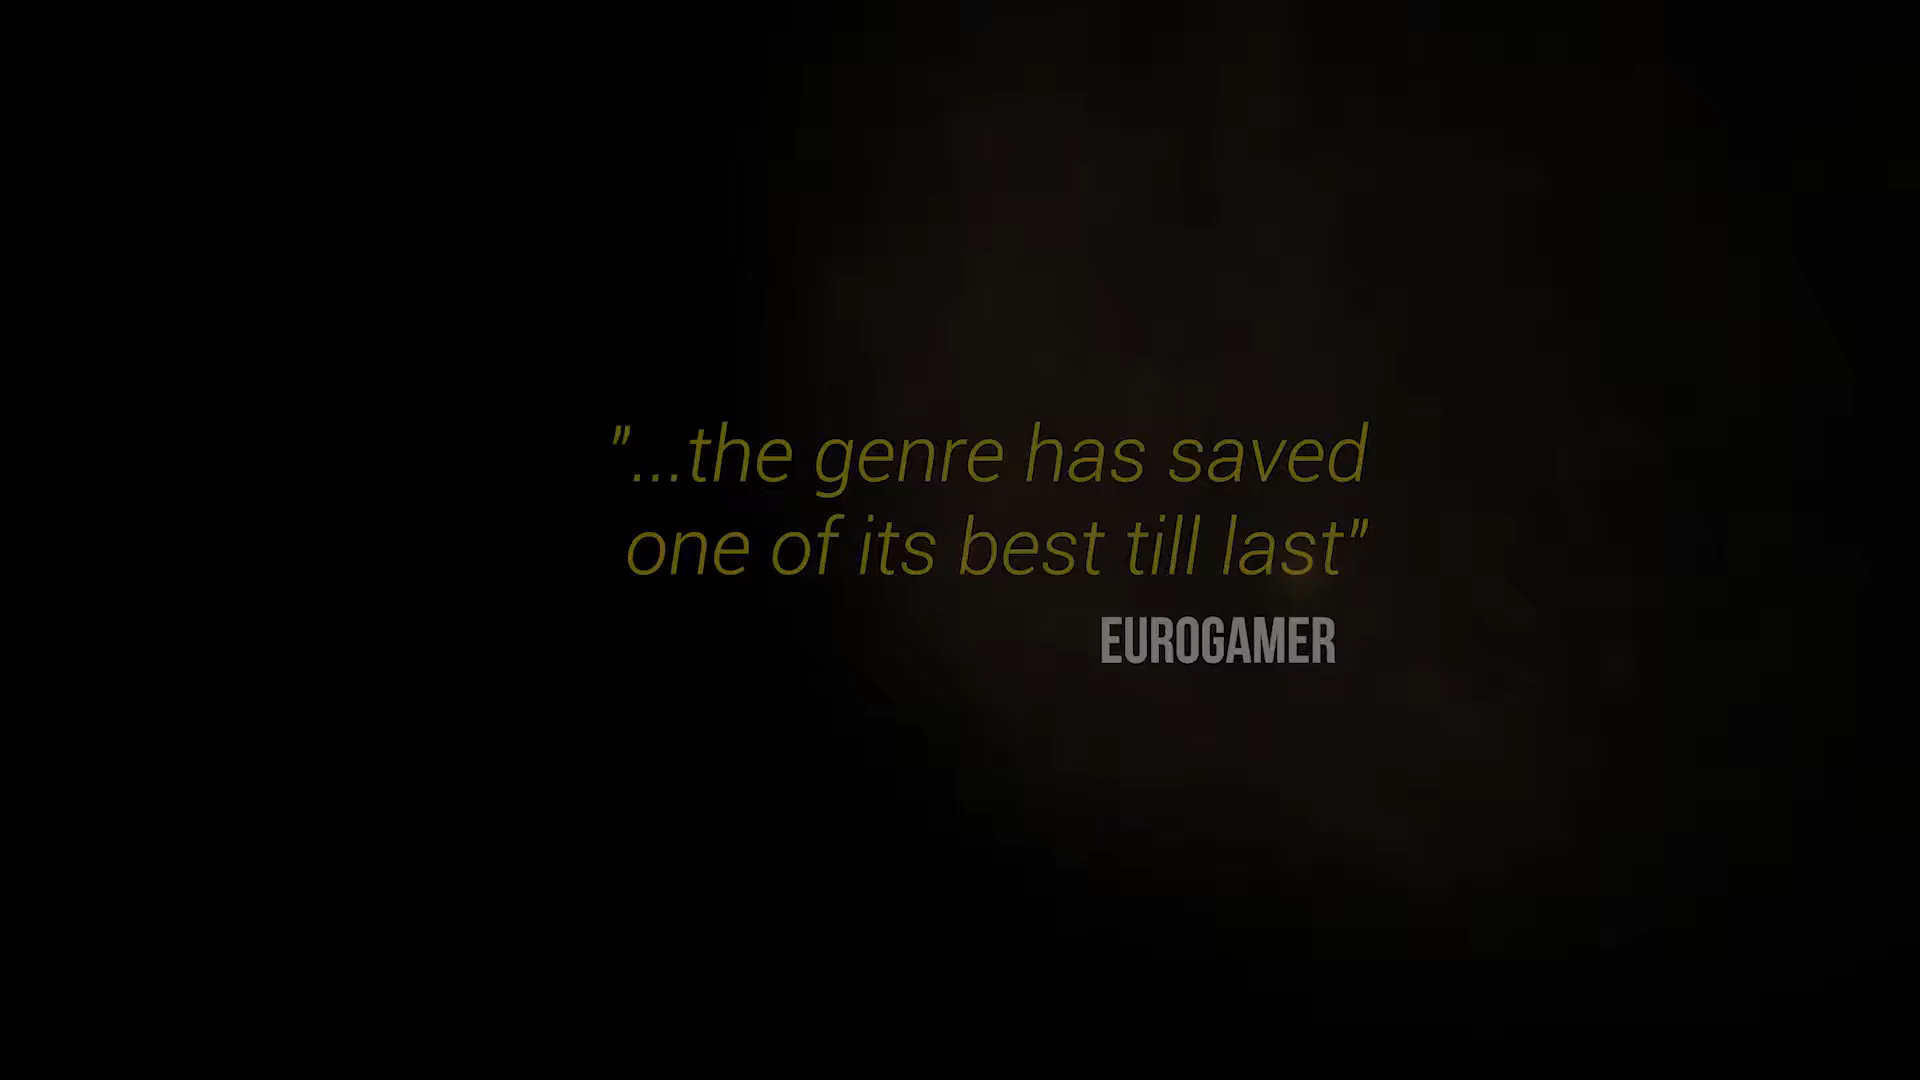 "...the genre has saved
one of its best till last"
EUROGAMER